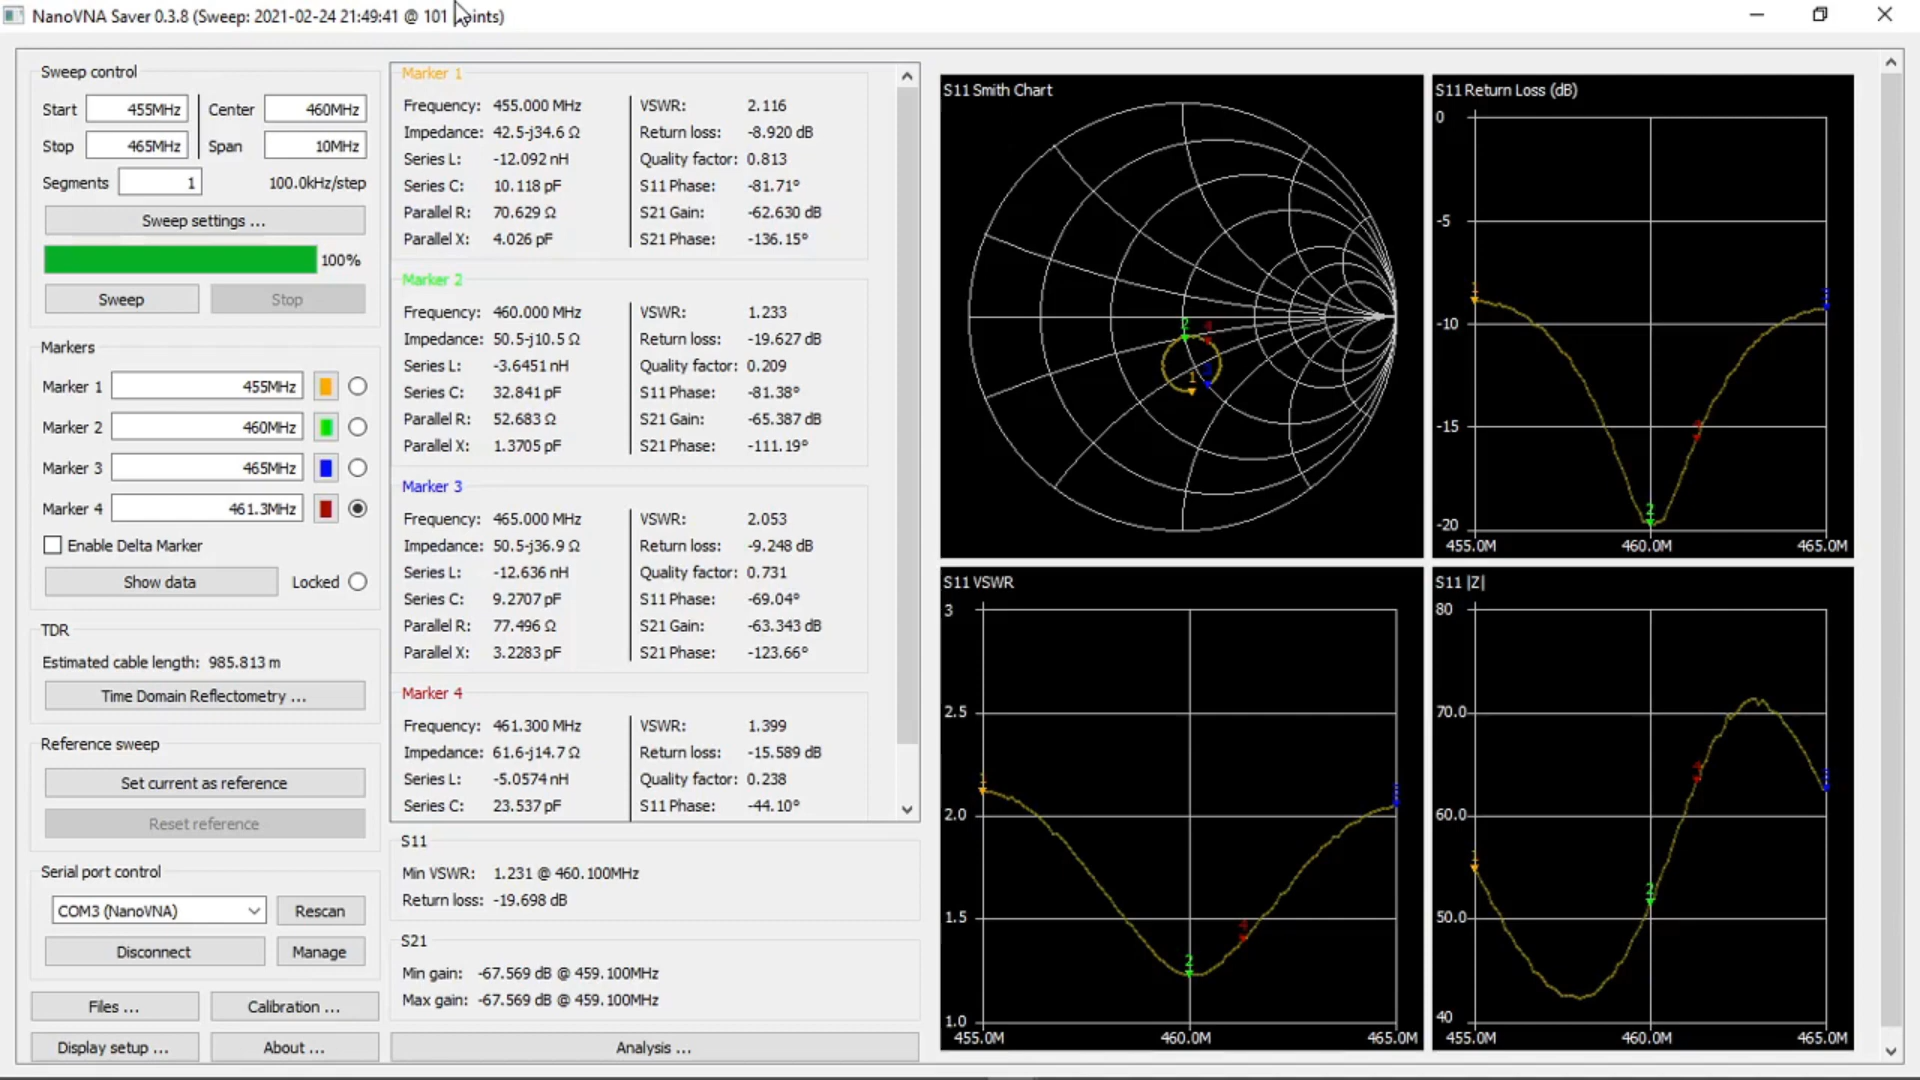 NanoVNA Saver 0.3.8 (Sweep: 2021-02-24 21:49:41 @ 101 ints)
Sweep control
Start 455MHz Center 460MHz
Stop 465MHz Span 10MHz
Segments 1 100.0kHz/step
Sweep settings ...
100%
Sweep Stop
Markers
Marker 1 455MHz
Marker 2 460MHz
Marker 3 465MHz
Marker 4 461.3MHz
Enable Delta Marker
Show data Locked
TDR
Estimated cable length: 985.813 m
Time Domain Reflectometry ...
Reference sweep
Set current as reference
Reset reference
Serial port control
COM3 (NanoVNA) Rescan
Disconnect Manage
Files ... Calibration ...
Display setup ... About ...
Marker 1
Frequency: 455.000 MHz VSWR: 2.116
Impedance: 42.5-j34.6 Ω Return loss: -8.920 dB
Series L: -12.092 nH Quality factor: 0.813
Series C: 10.118 pF S11 Phase: -81.71°
Parallel R: 70.629 Ω S21 Gain: -62.630 dB
Parallel X: 4.026 pF S21 Phase: -136.15°
Marker 2
Frequency: 460.000 MHz VSWR: 1.233
Impedance: 50.5-j10.5 Ω Return loss: -19.627 dB
Series L: -3.6451 nH Quality factor: 0.209
Series C: 32.841 pF S11 Phase: -81.38°
Parallel R: 52.683 Ω S21 Gain: -65.387 dB
Parallel X: 1.3705 pF S21 Phase: -111.19°
Marker 3
Frequency: 465.000 MHz VSWR: 2.053
Impedance: 50.5-j36.9 Ω Return loss: -9.248 dB
Series L: -12.636 nH Quality factor: 0.731
Series C: 9.2707 pF S11 Phase: -69.04°
Parallel R: 77.496 Ω S21 Gain: -63.343 dB
Parallel X: 3.2283 pF S21 Phase: -123.66°
Marker 4
Frequency: 461.300 MHz VSWR: 1.399
Impedance: 61.6-j14.7 Ω Return loss: -15.589 dB
Series L: -5.0574 nH Quality factor: 0.238
Series C: 23.537 pF S11 Phase: -44.10°
S11
Min VSWR: 1.231 @ 460.100MHz
Return loss: -19.698 dB
S21
Min gain: -67.569 dB @ 459.100MHz
Max gain: -67.569 dB @ 459.100MHz
Analysis ...
S11 Smith Chart
2 4
1 3
S11 Return Loss (dB)
0
-5
1 3
-10
-15 4
2
-20
455.0M 460.0M 465.0M
S11 VSWR
3
2.5
1 3
2.0
1.5 4
2
1.0
455.0M 460.0M 465.0M
S11 |Z|
80
70.0
4 3
60.0
1
2
50.0
40
455.0M 460.0M 465.0M